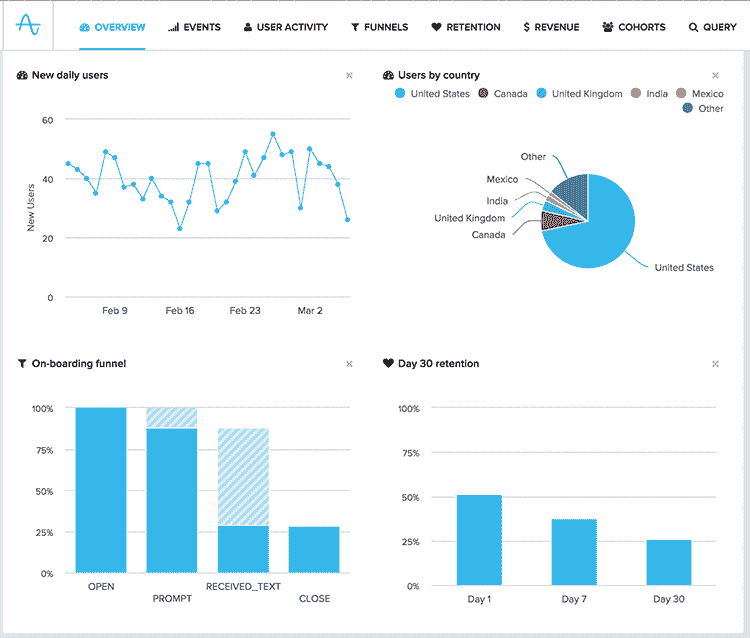 OVERVIEW EVENTS USER ACTIVITY FUNNELS RETENTION $ REVENUE COHORTS QUERY
New daily users
60
40
20
0
New Users
Feb 9 Feb 16 Feb 23 Mar 2
Users by country
United States Canada United Kingdom India Mexico
Other
Other
Mexico
India
United Kingdom
Canada
United States
On-boarding funnel
100%
75%
50%
25%
0%
OPEN RECEIVED_TEXT
PROMPT CLOSE
Day 30 retention
100%
75%
50%
25%
0%
Day 1 Day 7 Day 30